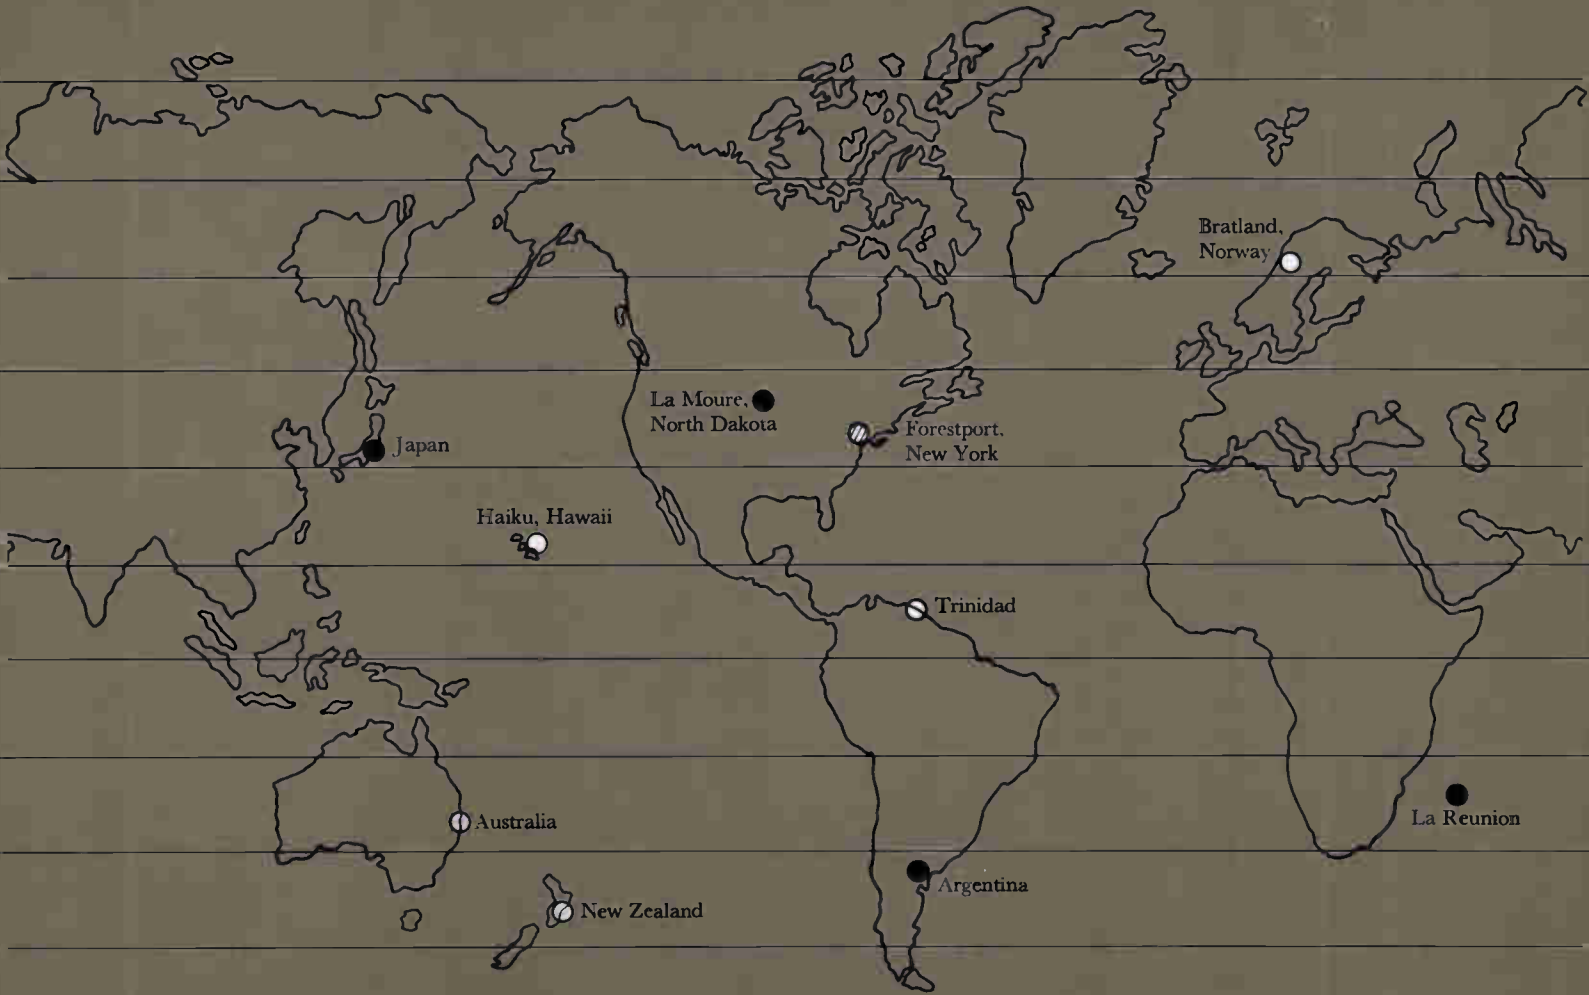 Bratland,
Norway
La Moure,
North Dakota
Forestport,
New York
Japan
Haiku, Hawaii
Trinidad
Australia
La Reunion
Argentina
New Zealand